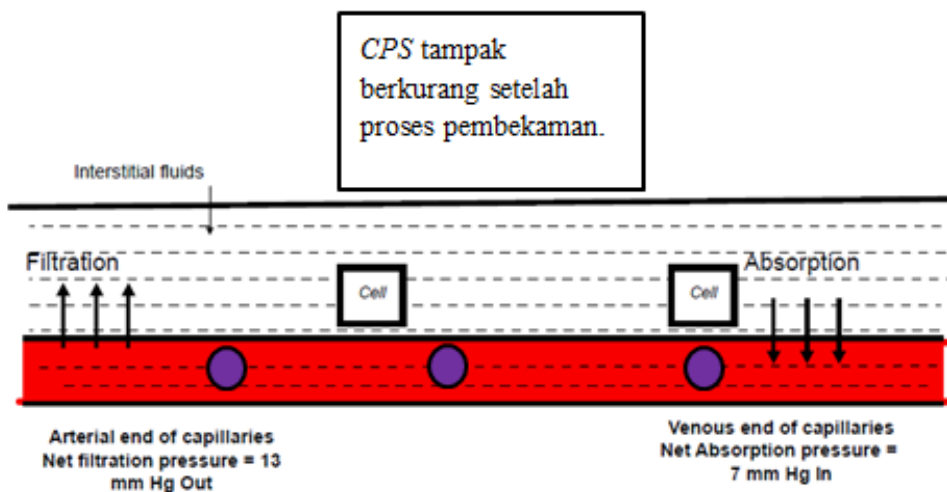 CPS tampak
berkurang setelah
proses pembekaman.
Interstitial fluids
Filtration
Cell
Cell
Absorption
Arterial end of capillaries
Net filtration pressure = 13
mm Hg Out
Venous end of capillaries
Net Absorption pressure =
7 mm Hg In